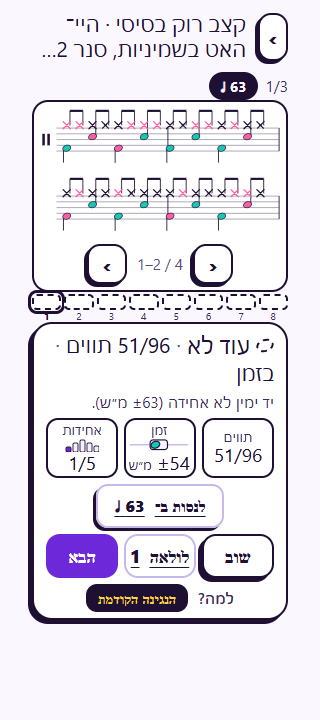 קצב רוק בסיסי · היי־
האט בשמיניות, סנר 2...
1/3
♩ 63
1–2 / 4
1 2 3 4 5 6 7 8
עוד לא · 51/96 תווים ·
בזמן
יד ימין לא אחידה (±63 מ״ש).
תווים
51/96
זמן
±54 מ״ש
אחידות
1/5
לנסות ב־ 63 ♩
שוב
לולאה 1
הבא
למה?
הנגינה הקודמת